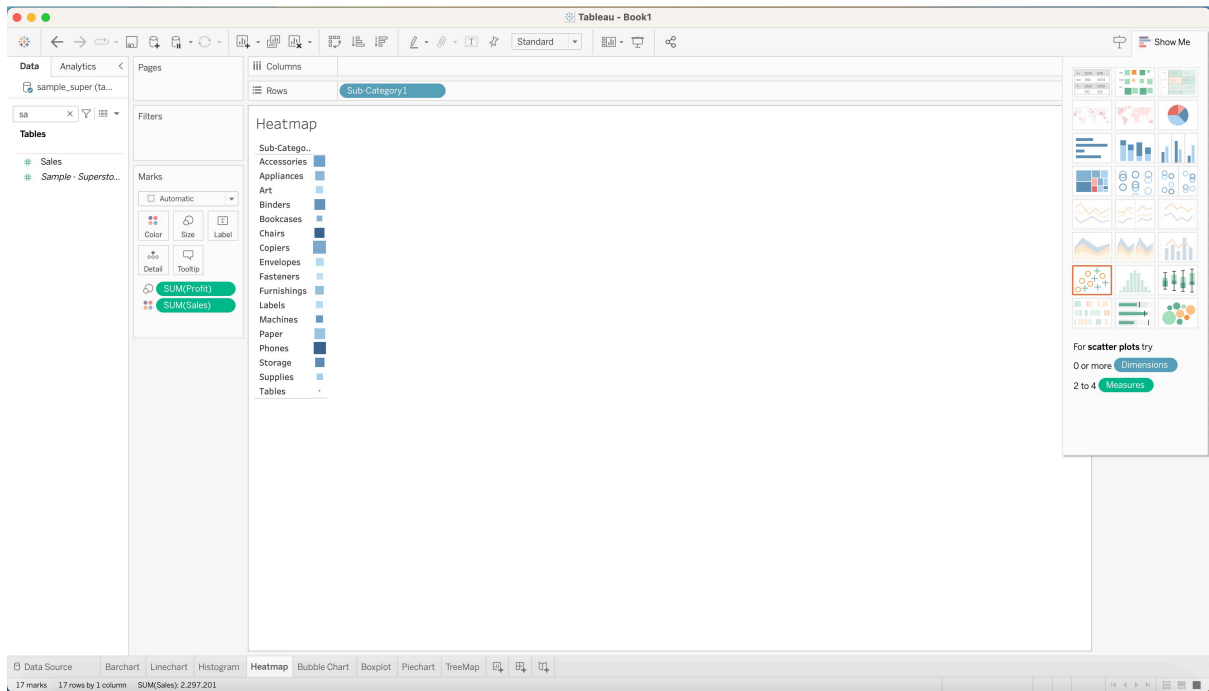 Tableau - Book1
Standard
Show Me
Data Analytics
sample_super (ta...
sa
Tables
Sales
Sample - Supersto...
Pages
Filters
Marks
Automatic
Color Size Label
Detail Tooltip
SUM(Profit)
SUM(Sales)
Columns
Rows Sub-Category1
Heatmap
Sub-Catego..
Accessories
Appliances
Art
Binders
Bookcases
Chairs
Copiers
Envelopes
Fasteners
Furnishings
Labels
Machines
Paper
Phones
Storage
Supplies
Tables
For scatter plots try
0 or more Dimensions
2 to 4 Measures
Data Source Barchart Linechart Histogram Heatmap Bubble Chart Boxplot Piechart TreeMap
17 marks 17 rows by 1 column SUM(Sales): 2,297,201